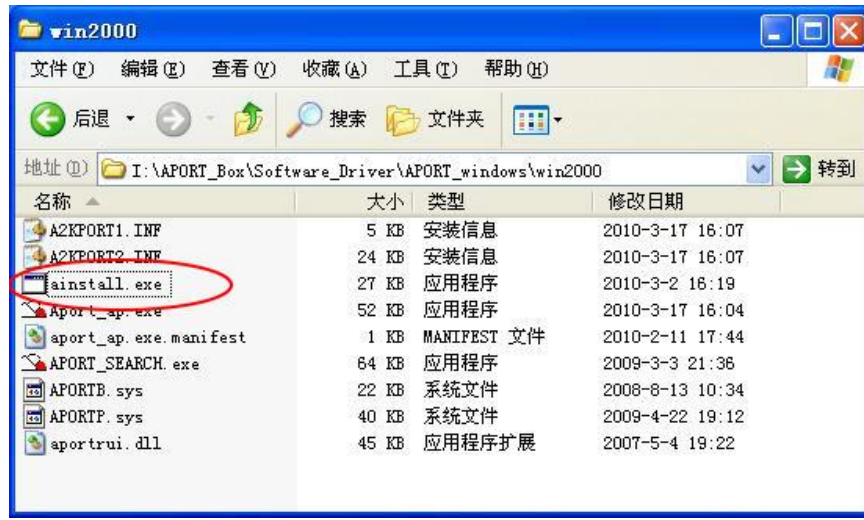 win2000
文件(F) 编辑(E) 查看(V) 收藏(A) 工具(T) 帮助(H)
后退 搜索 文件夹
地址(D) I:\APORT_Box\Software_Driver\APORT_windows\win2000 转到
名称 大小 类型 修改日期
A2KPORT1.INF 5 KB 安装信息 2010-3-17 16:07
A2KPORT2.INF 24 KB 安装信息 2010-3-17 16:07
ainstall.exe 27 KB 应用程序 2010-3-2 16:19
Aport_ap.exe 52 KB 应用程序 2010-3-17 16:04
aport_ap.exe.manifest 1 KB MANIFEST 文件 2010-2-11 17:44
APORT_SEARCH.exe 64 KB 应用程序 2009-3-3 21:36
APORTB.sys 22 KB 系统文件 2008-8-13 10:34
APORTP.sys 40 KB 系统文件 2009-4-22 19:12
aportrui.dll 45 KB 应用程序扩展 2007-5-4 19:22